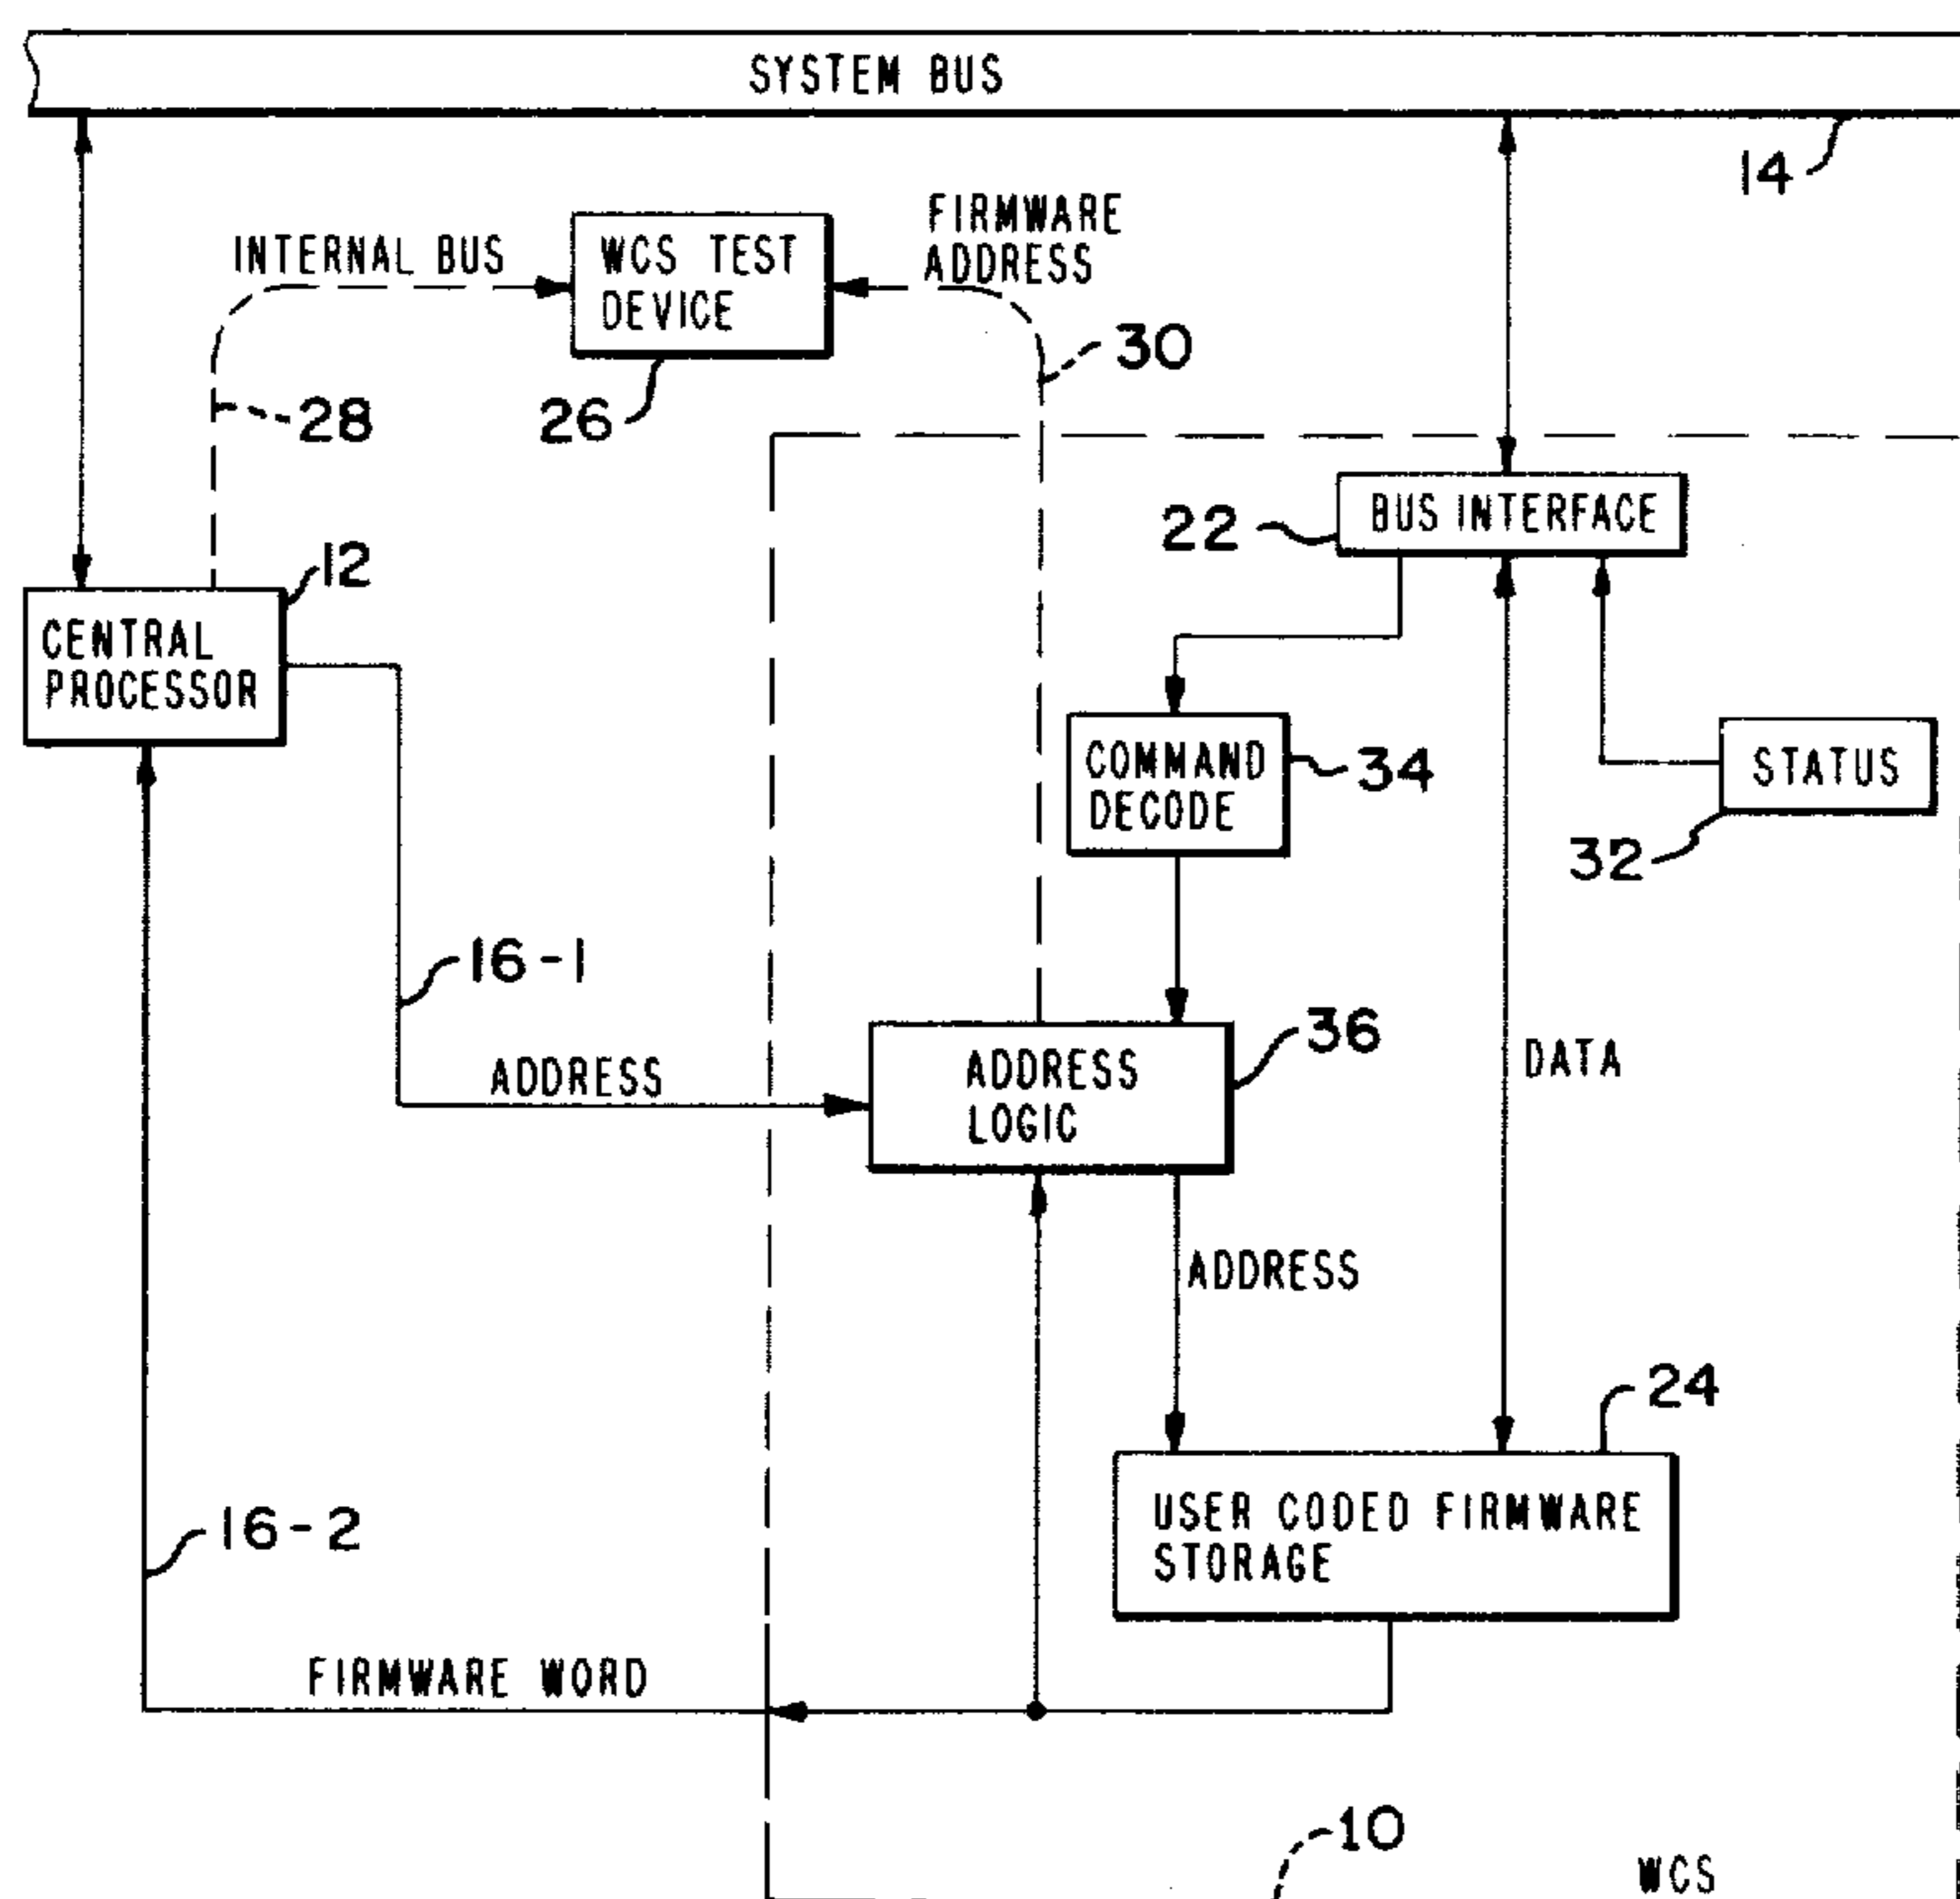 SYSTEM BUS
14
INTERNAL BUS
WCS TEST
DEVICE
FIRMWARE
ADDRESS
30
28
26
22
BUS INTERFACE
12
CENTRAL
PROCESSOR
COMMAND
DECODE
34
STATUS
32
16-1
36
ADDRESS
ADDRESS
LOGIC
DATA
ADDRESS
24
16-2
USER CODED FIRMWARE
STORAGE
FIRMWARE WORD
10
WCS